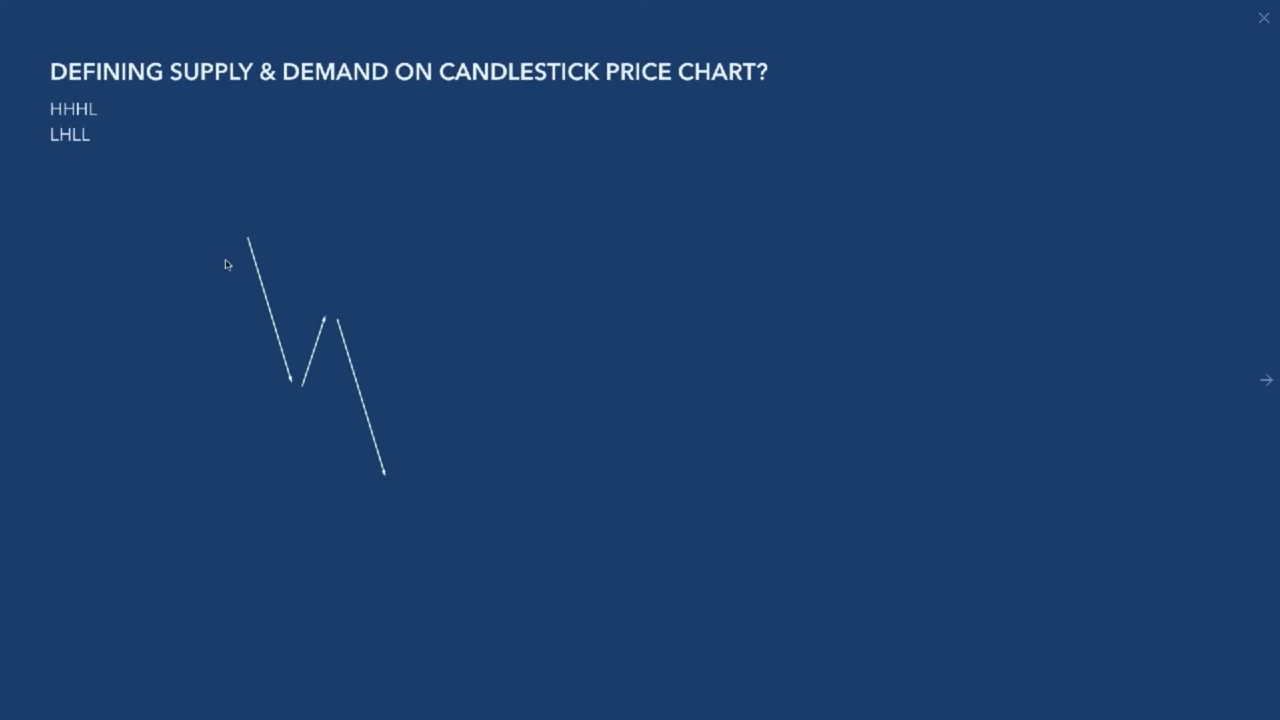 DEFINING SUPPLY & DEMAND ON CANDLESTICK PRICE CHART?
HHHL
LHLL